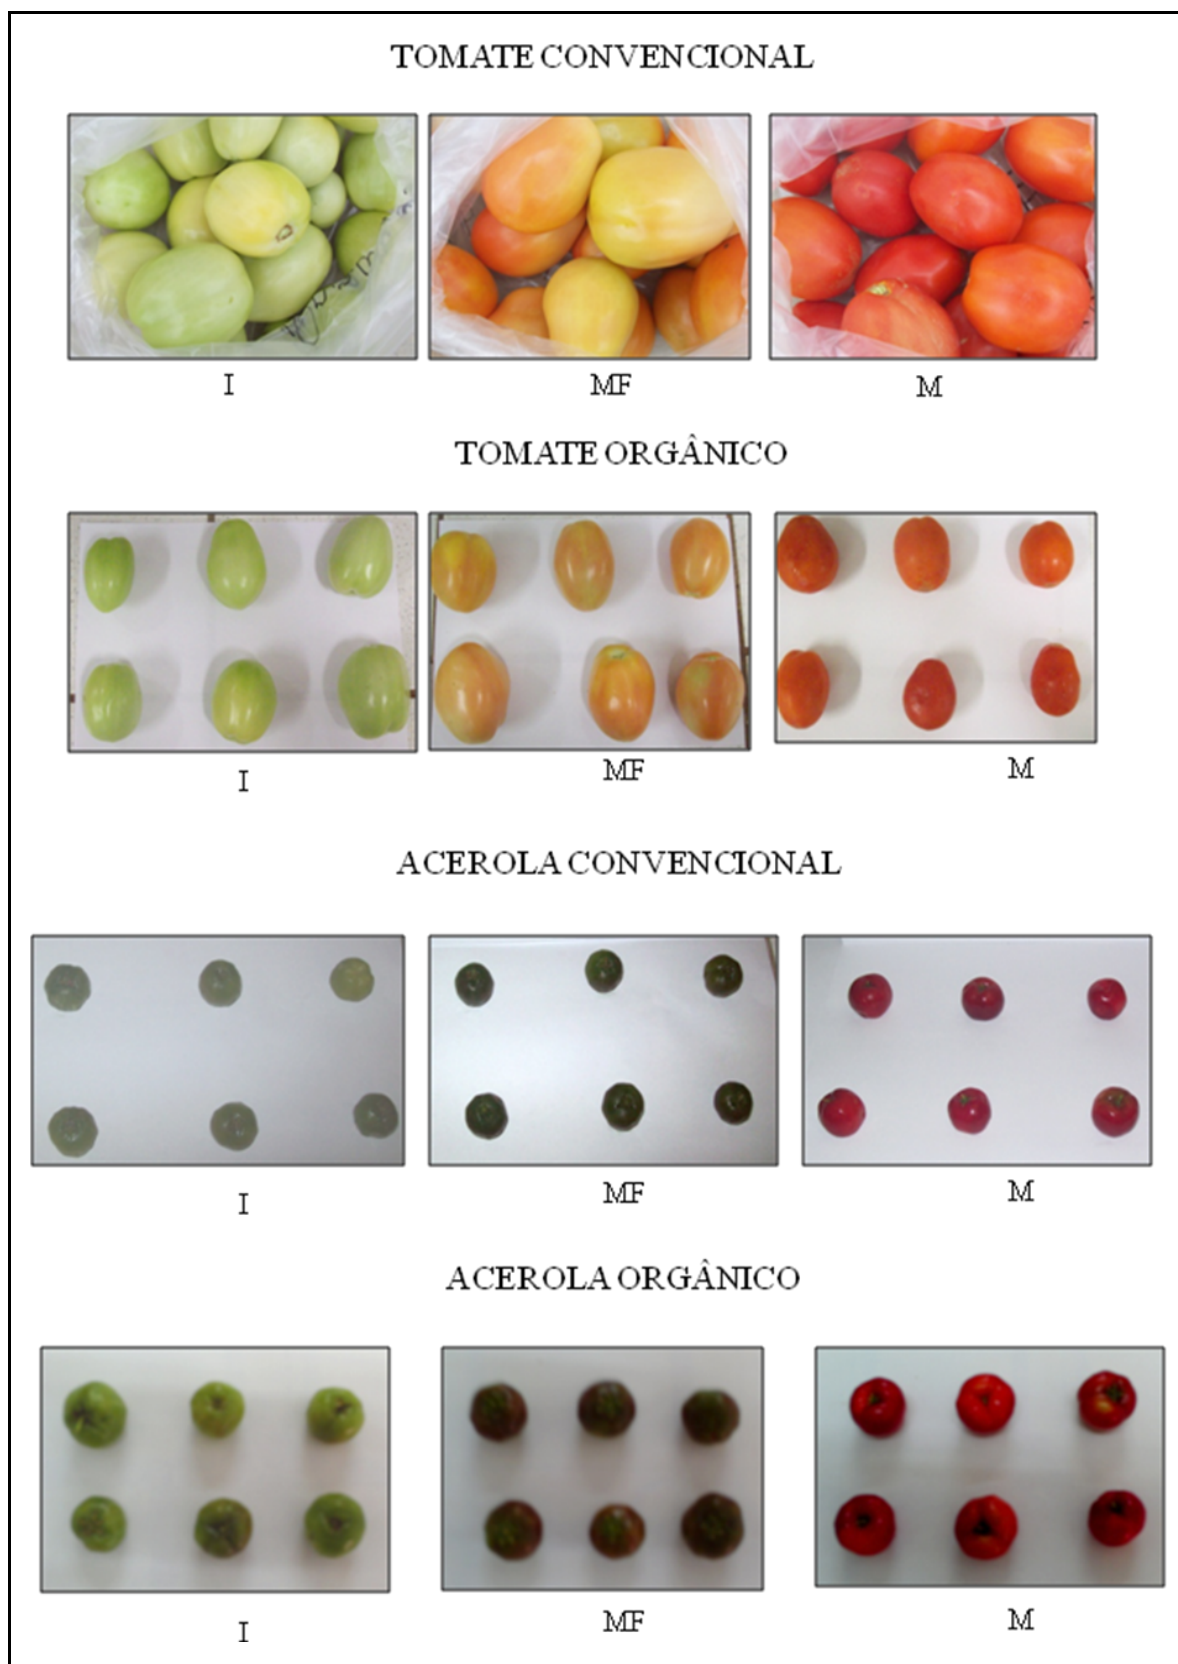 TOMATE CONVENCIONAL
I MF M
TOMATE ORGÂNICO
I MF M
ACEROLA CONVENCIONAL
I MF M
ACEROLA ORGÂNICO
I MF M